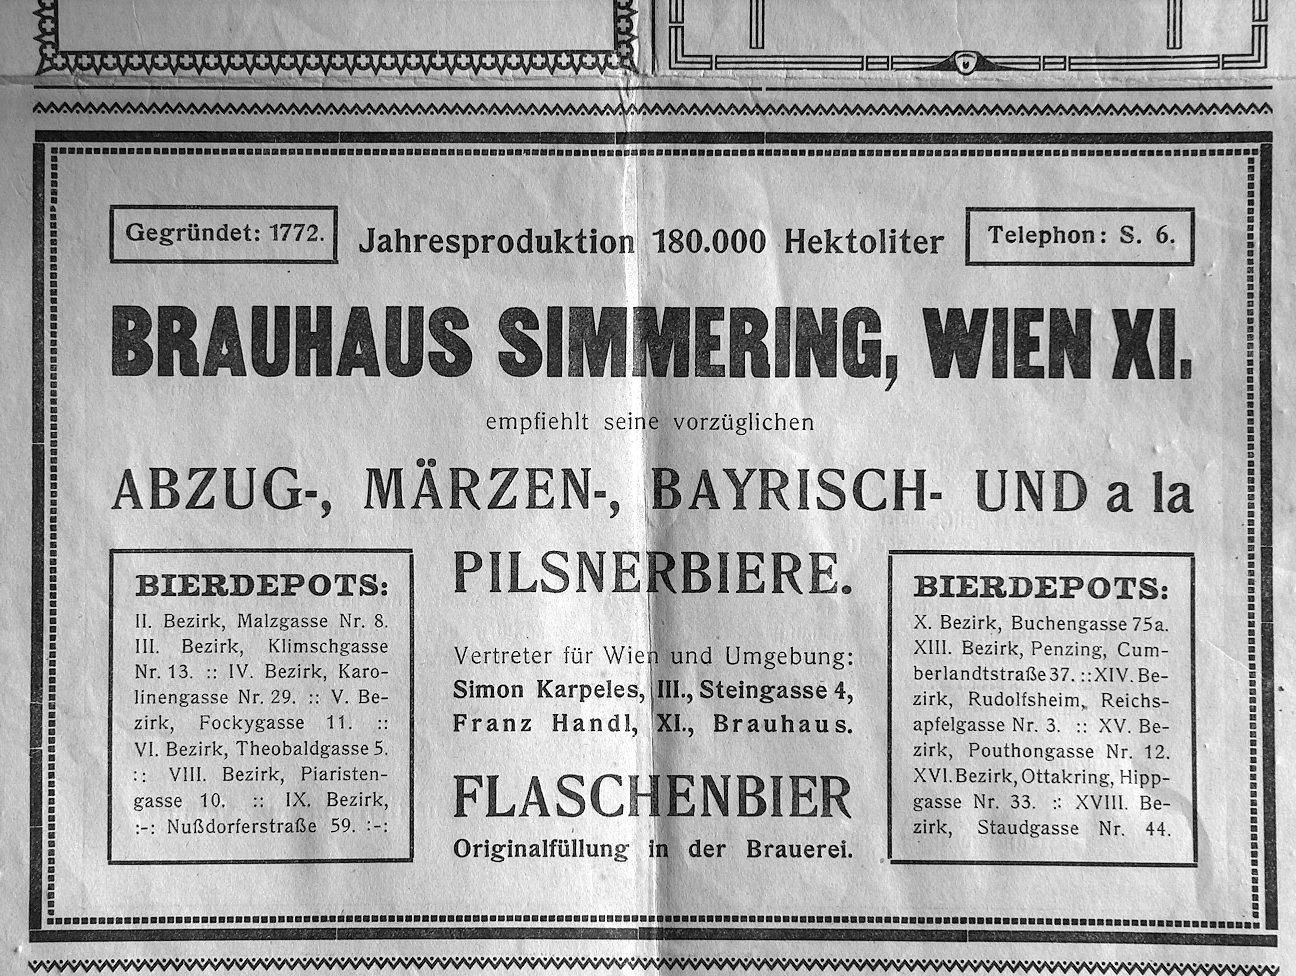 Gegründet: 1772.
Jahresproduktion 180.000 Hektoliter
Telephon: S. 6.
BRAUHAUS SIMMERING, WIEN XI.
empfiehlt seine vorzüglichen
ABZUG-, MÄRZEN-, BAYRISCH- UND a la
PILSNERBIERE.
BIERDEPOTS:
II. Bezirk, Malzgasse Nr. 8.
III. Bezirk, Klimschgasse
Nr. 13. :: IV. Bezirk, Karo-
linengasse Nr. 29. :: V. Be-
zirk, Fockygasse 11. ::
VI. Bezirk, Theobaldgasse 5.
:: VIII. Bezirk, Piaristen-
gasse 10. :: IX. Bezirk,
:-: Nußdorferstraße 59. :-:
Vertreter für Wien und Umgebung:
Simon Karpeles, III., Steingasse 4,
Franz Handl, XI., Brauhaus.
FLASCHENBIER
Originalfüllung in der Brauerei.
BIERDEPOTS:
X. Bezirk, Buchengasse 75a.
XIII. Bezirk, Penzing, Cum-
berlandtstraße 37. :: XIV. Be-
zirk, Rudolfsheim, Reichs-
apfelgasse Nr. 3. :: XV. Be-
zirk, Pouthongasse Nr. 12.
XVI. Bezirk, Ottakring, Hipp-
gasse Nr. 33. :: XVIII. Be-
zirk, Staudgasse Nr. 44.